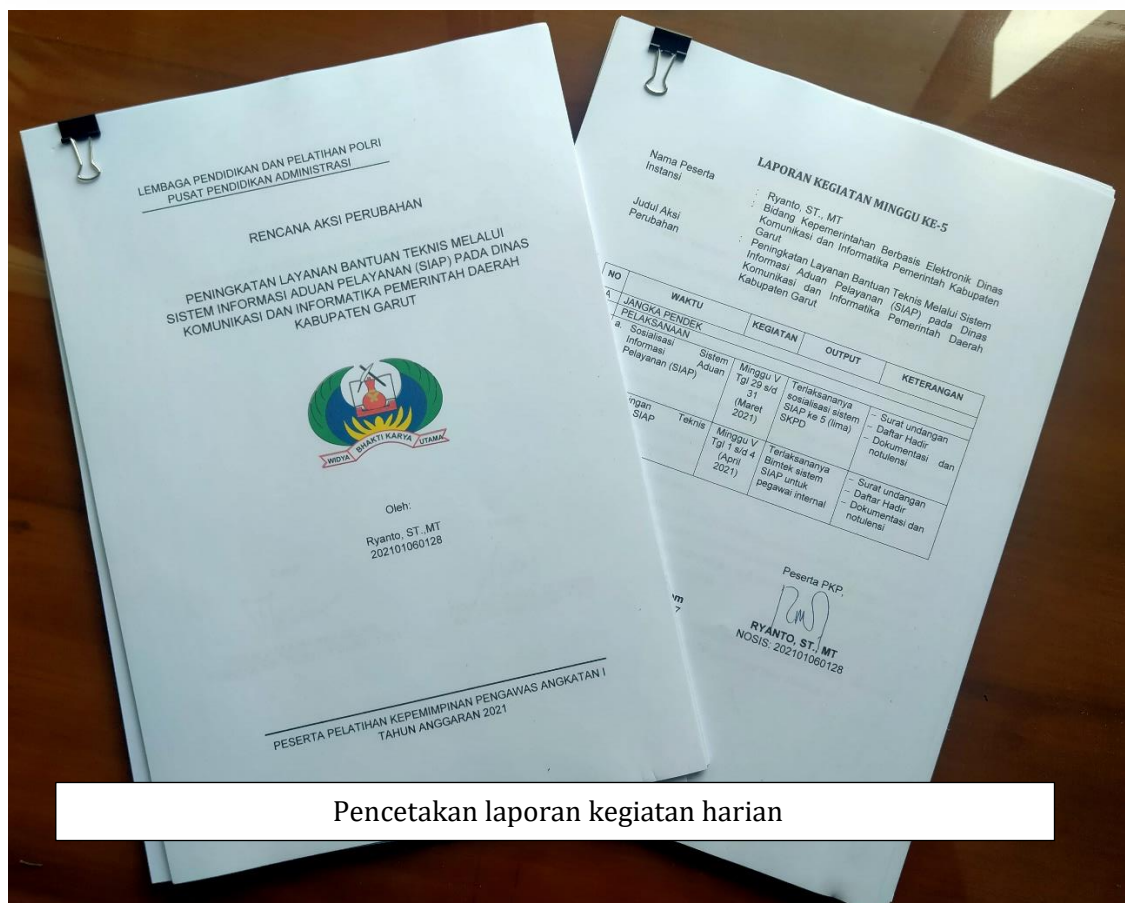 LEMBAGA PENDIDIKAN DAN PELATIHAN POLRI
PUSAT PENDIDIKAN ADMINISTRASI
RENCANA AKSI PERUBAHAN
PENINGKATAN LAYANAN BANTUAN TEKNIS MELALUI
SISTEM INFORMASI ADUAN PELAYANAN (SIAP) PADA DINAS
KOMUNIKASI DAN INFORMATIKA PEMERINTAH DAERAH
KABUPATEN GARUT
WIDYA BHAKTI KARYA UTAMA
Oleh:
Ryanto, ST.,MT
202101060128
PESERTA PELATIHAN KEPEMIMPINAN PENGAWAS ANGKATAN I
TAHUN ANGGARAN 2021
LAPORAN KEGIATAN MINGGU KE-5
Nama Peserta : Ryanto, ST., MT
Instansi : Bidang Kepemerintahan Berbasis Elektronik Dinas
Komunikasi dan Informatika Pemerintah Kabupaten
Garut
Judul Aksi : Peningkatan Layanan Bantuan Teknis Melalui Sistem
Perubahan Informasi Aduan Pelayanan (SIAP) pada Dinas
Komunikasi dan Informatika Pemerintah Daerah
Kabupaten Garut
NO WAKTU KEGIATAN OUTPUT KETERANGAN
A JANGKA PENDEK
PELAKSANAAN
a. Sosialisasi Sistem
Informasi Aduan
Pelayanan (SIAP)
Minggu V
Tgl 29 s/d
31
(Maret
2021)
Terlaksananya
sosialisasi sistem
SIAP ke 5 (lima)
SKPD
- Surat undangan
- Daftar Hadir
- Dokumentasi dan
notulensi
Teknis
SIAP
Minggu V
Tgl 1 s/d 4
(April
2021)
Terlaksananya
Bimtek sistem
SIAP untuk
pegawai internal
- Surat undangan
- Daftar Hadir
- Dokumentasi dan
notulensi
Peserta PKP,
RYANTO, ST., MT
NOSIS: 202101060128
Pencetakan laporan kegiatan harian